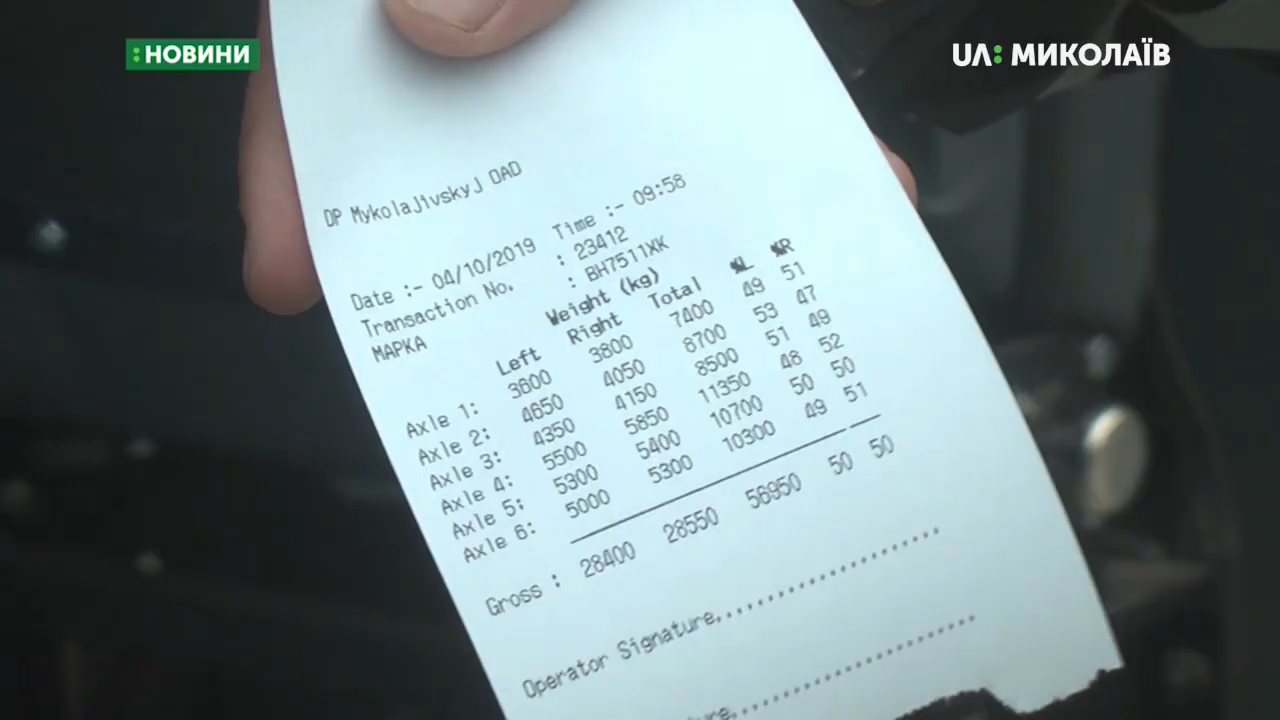 :НОВИНИ
UA: МИКОЛАЇВ
DP MykolaJivskyJ OAD
Date :- 04/10/2019 Time :- 09:58
Transaction No. : 23412
МАРКА : BH7511XK
Weight (kg)
Left Right Total %L %R
Axle 1: 3600 3800 7400 49 51
Axle 2: 4650 4050 8700 53 47
Axle 3: 4350 4150 8500 51 49
Axle 4: 5500 5850 11350 48 52
Axle 5: 5300 5400 10700 50 50
Axle 6: 5000 5300 10300 49 51
Gross : 28400 28550 56950 50 50
Operator Signature......................